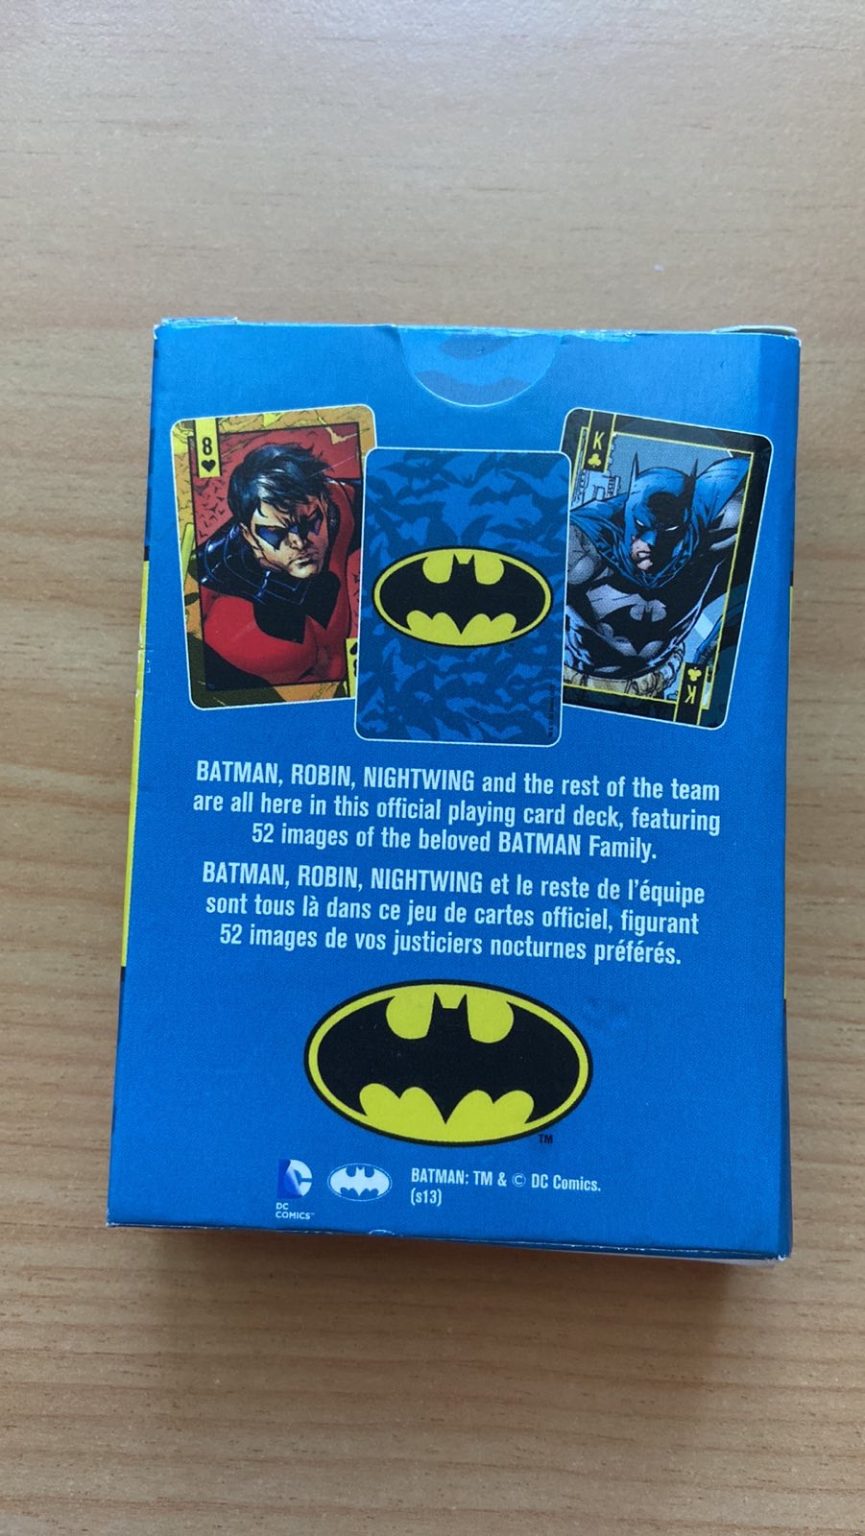 8
K
K
BATMAN, ROBIN, NIGHTWING and the rest of the team
are all here in this official playing card deck, featuring
52 images of the beloved BATMAN Family.
BATMAN, ROBIN, NIGHTWING et le reste de l'équipe
sont tous là dans ce jeu de cartes officiel, figurant
52 images de vos justiciers nocturnes préférés.
TM
DC
COMICS™
BATMAN: TM & © DC Comics.
(s13)